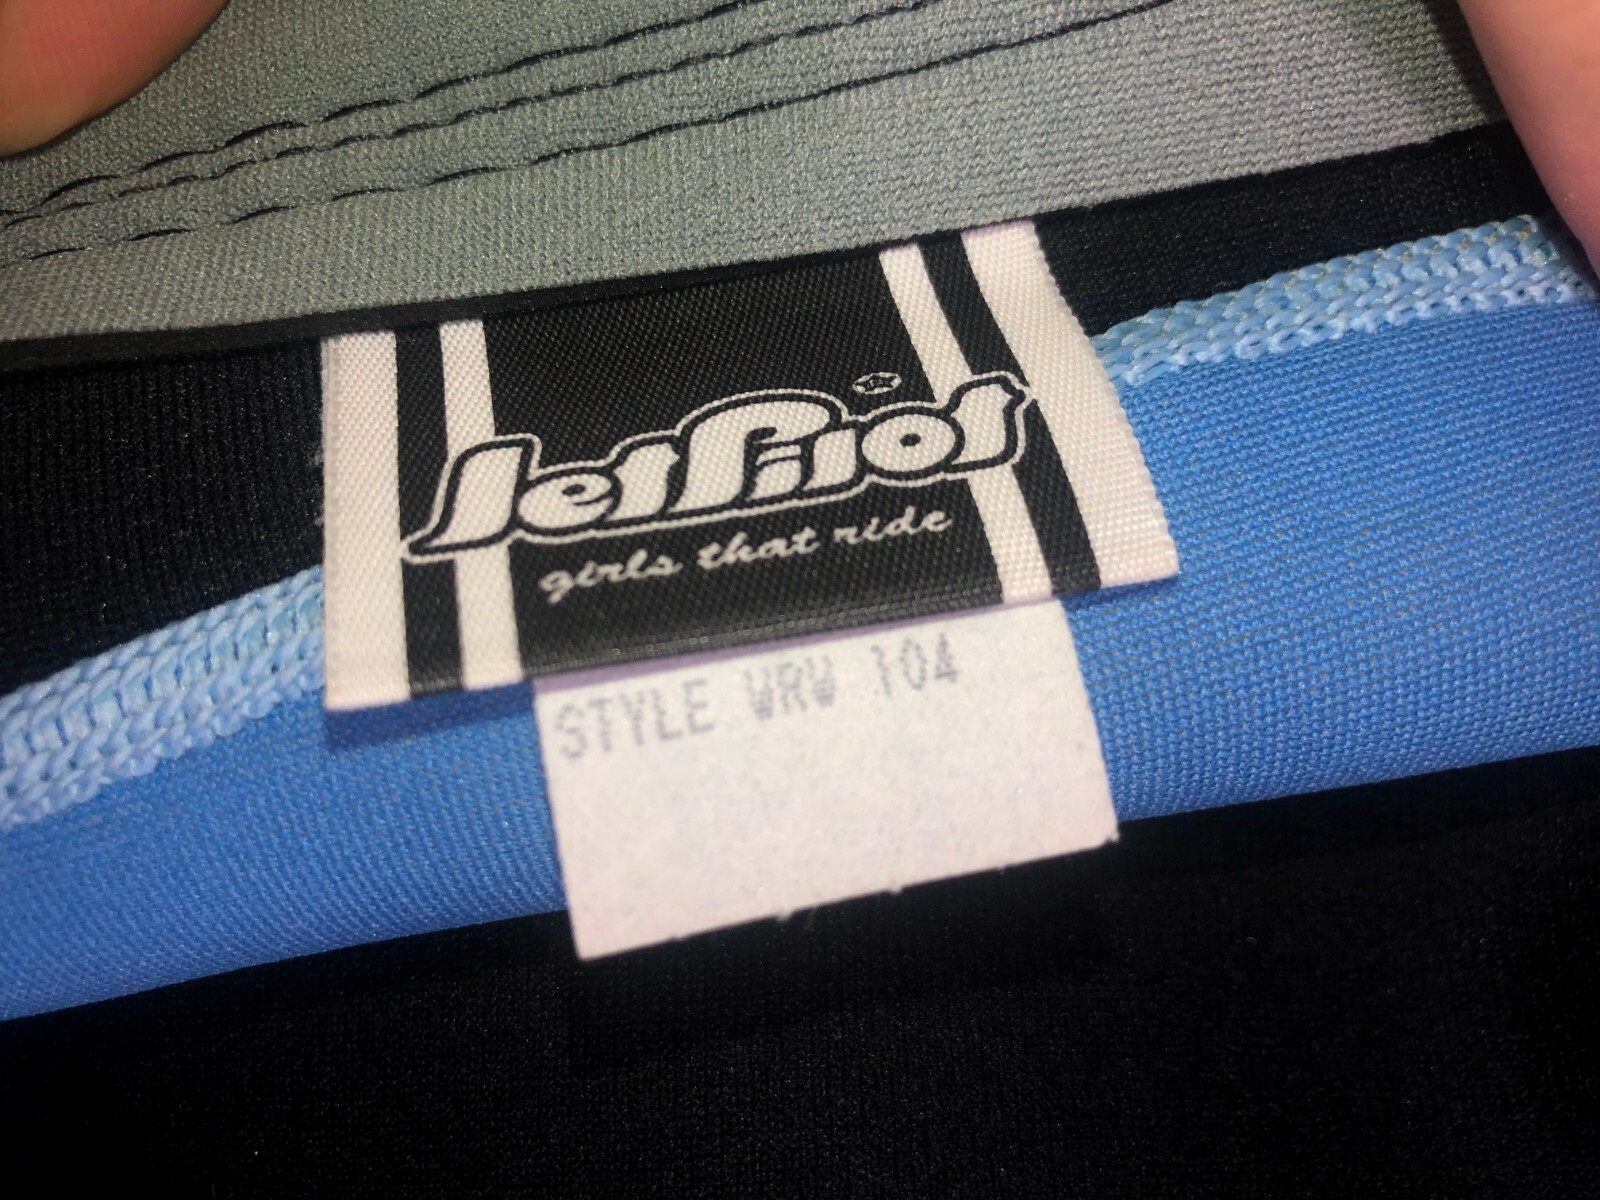 JetPilot
girls that ride
STYLE WRW 104